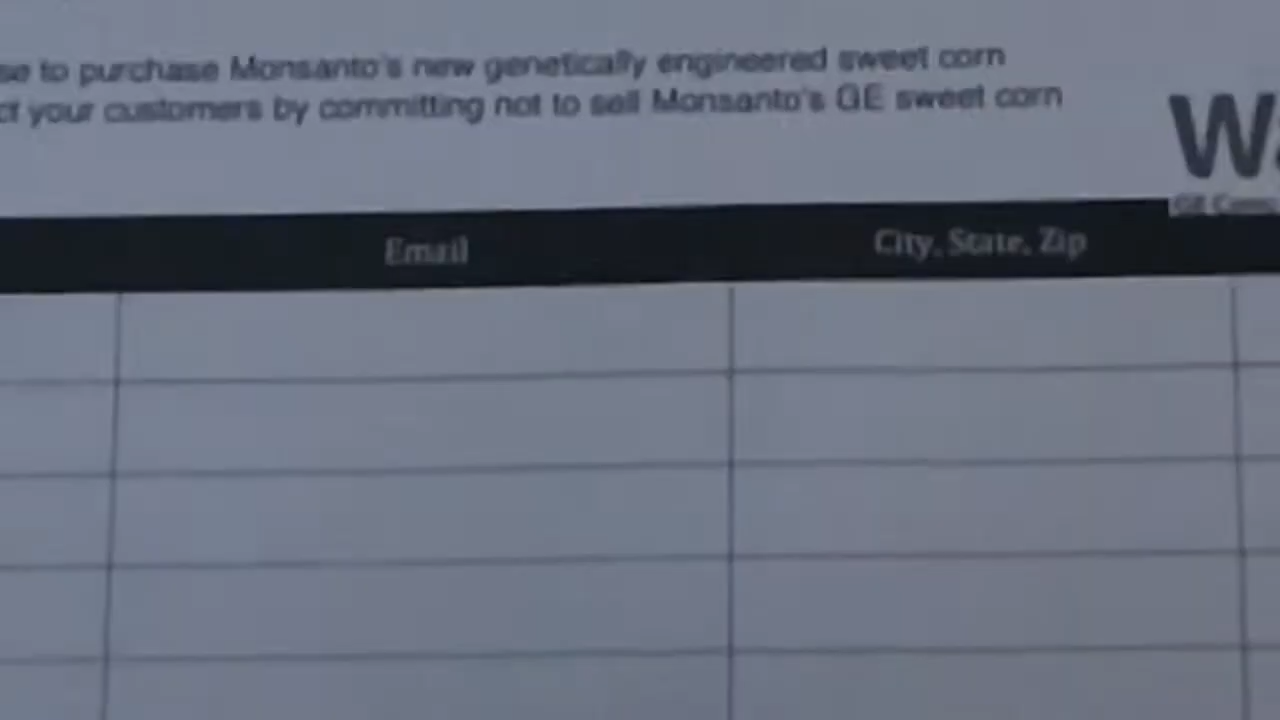 se to purchase Monsanto's new genetically engineered sweet corn
of your customers by committing not to sell Monsanto's GE sweet corn
Email
City, State, Zip